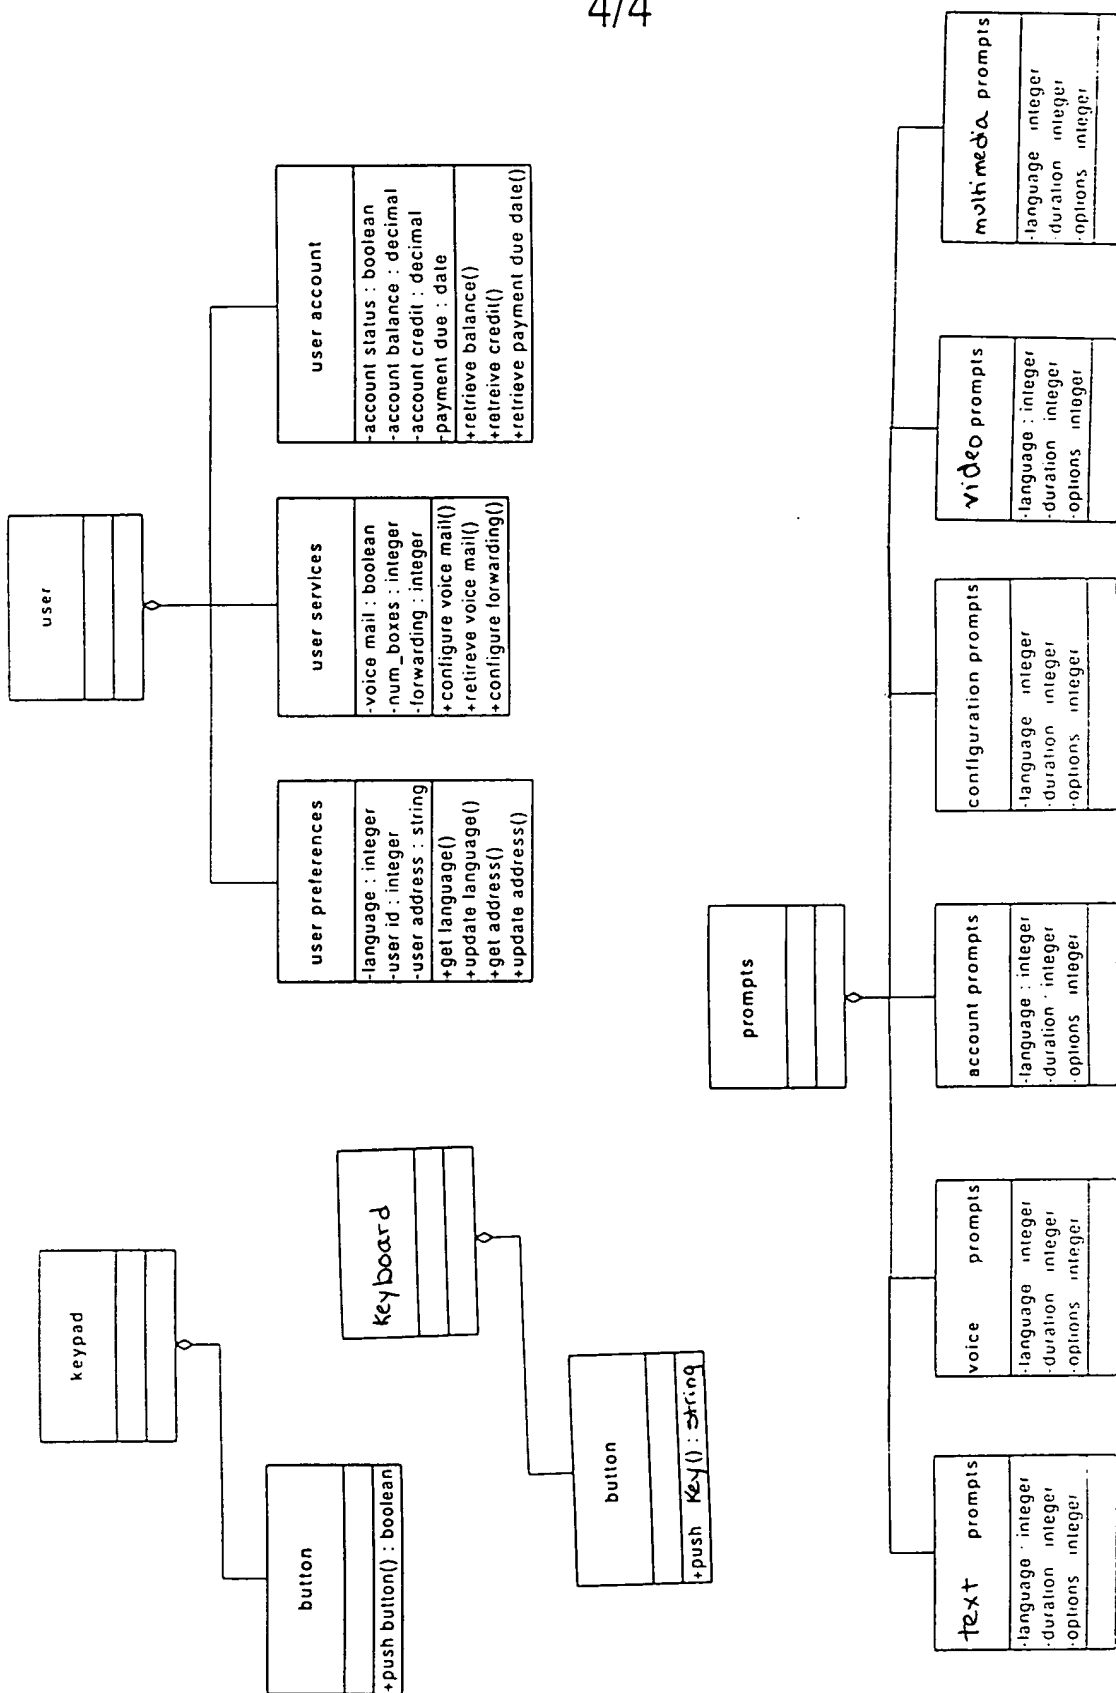 4/4
user
user preferences
-language : integer
-user id : integer
-user address : string
+get language()
+update language()
+get address()
+update address()
user services
-voice mail : boolean
-num_boxes : integer
-forwarding : integer
+configure voice mail()
+retireve voice mail()
+configure forwarding()
user account
-account status : boolean
-account balance : decimal
-account credit : decimal
-payment due : date
+retrieve balance()
+retreive credit()
+retrieve payment due date()
keypad
button
+push button() : boolean
keyboard
button
+push Key() : string
prompts
text prompts
-language : integer
-duration integer
-options integer
voice prompts
-language integer
-duration integer
-options integer
account prompts
-language : integer
-duration : integer
-options integer
configuration prompts
-language integer
-duration integer
-options integer
video prompts
-language : integer
-duration integer
-options integer
multimedia prompts
-language integer
-duration integer
-options integer